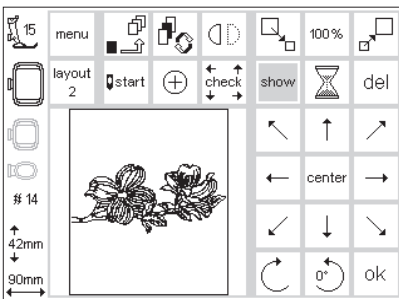 15
menu
100%
layout
2
start
check
show
del
center
# 14
42mm
90mm
0°
ok